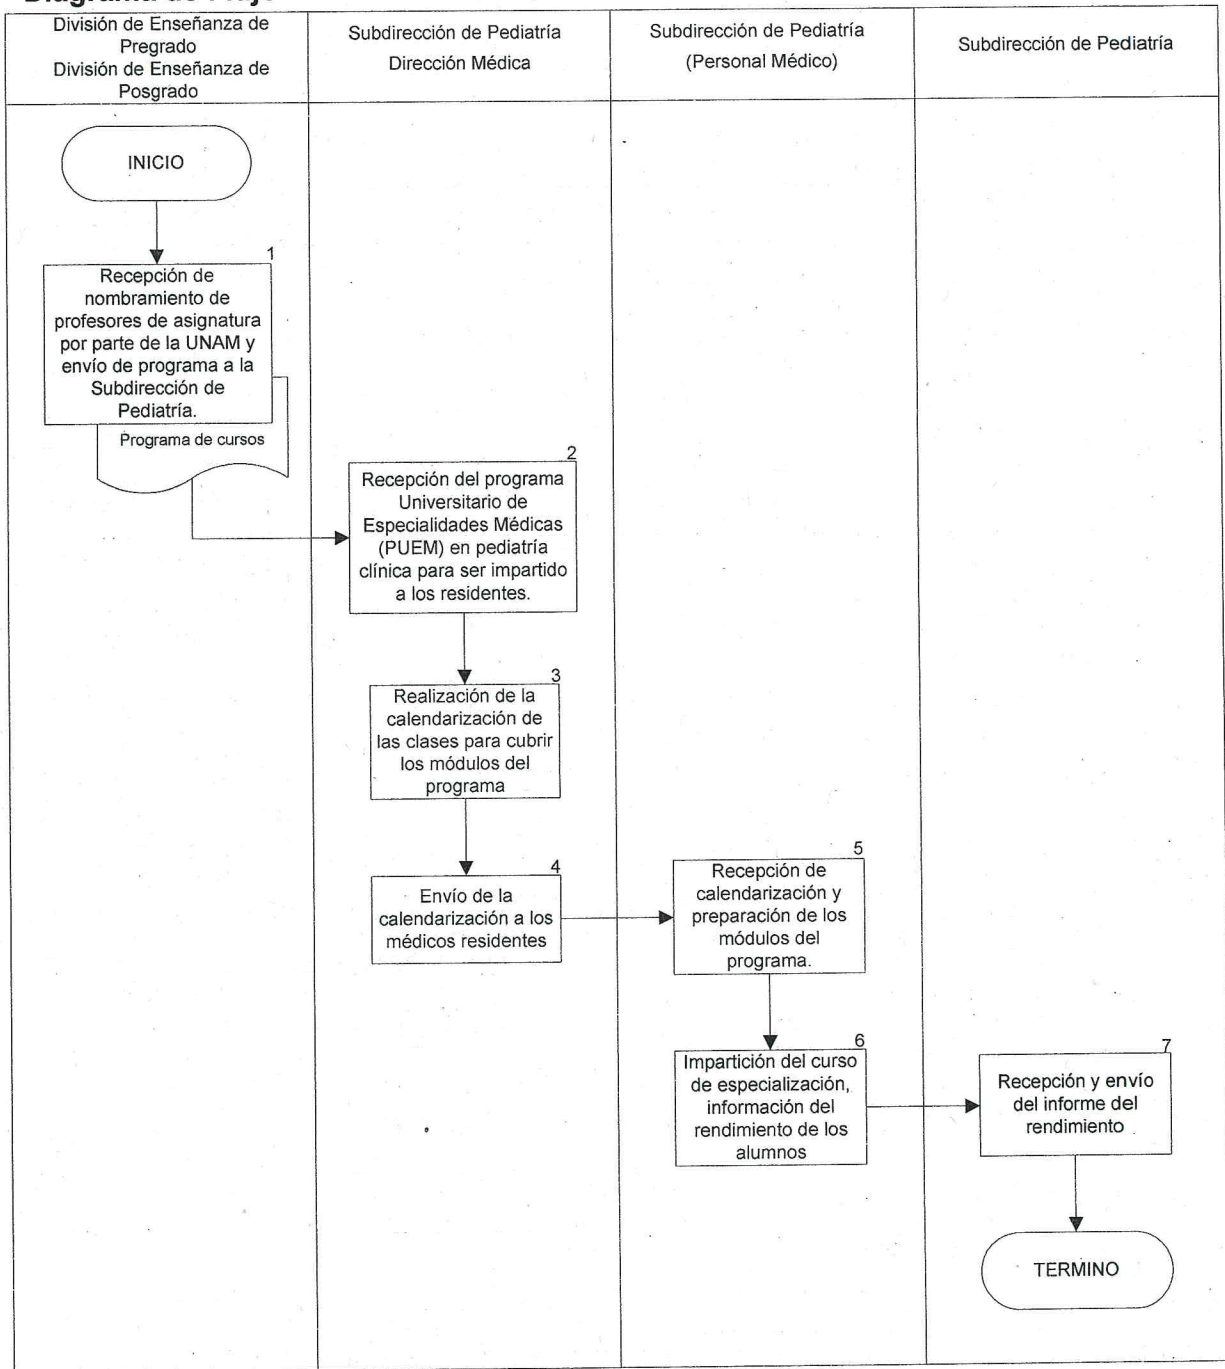 División de Enseñanza de
Pregrado
División de Enseñanza de
Posgrado
Subdirección de Pediatría
Dirección Médica
Subdirección de Pediatría
(Personal Médico)
Subdirección de Pediatría
INICIO
1
Recepción de
nombramiento de
profesores de asignatura
por parte de la UNAM y
envío de programa a la
Subdirección de
Pediatría.
Programa de cursos
2
Recepción del programa
Universitario de
Especialidades Médicas
(PUEM) en pediatría
clínica para ser impartido
a los residentes.
3
Realización de la
calendarización de
las clases para cubrir
los módulos del
programa
4
Envío de la
calendarización a los
médicos residentes
5
Recepción de
calendarización y
preparación de los
módulos del
programa.
6
Impartición del curso
de especialización,
información del
rendimiento de los
alumnos
7
Recepción y envío
del informe del
rendimiento
TERMINO